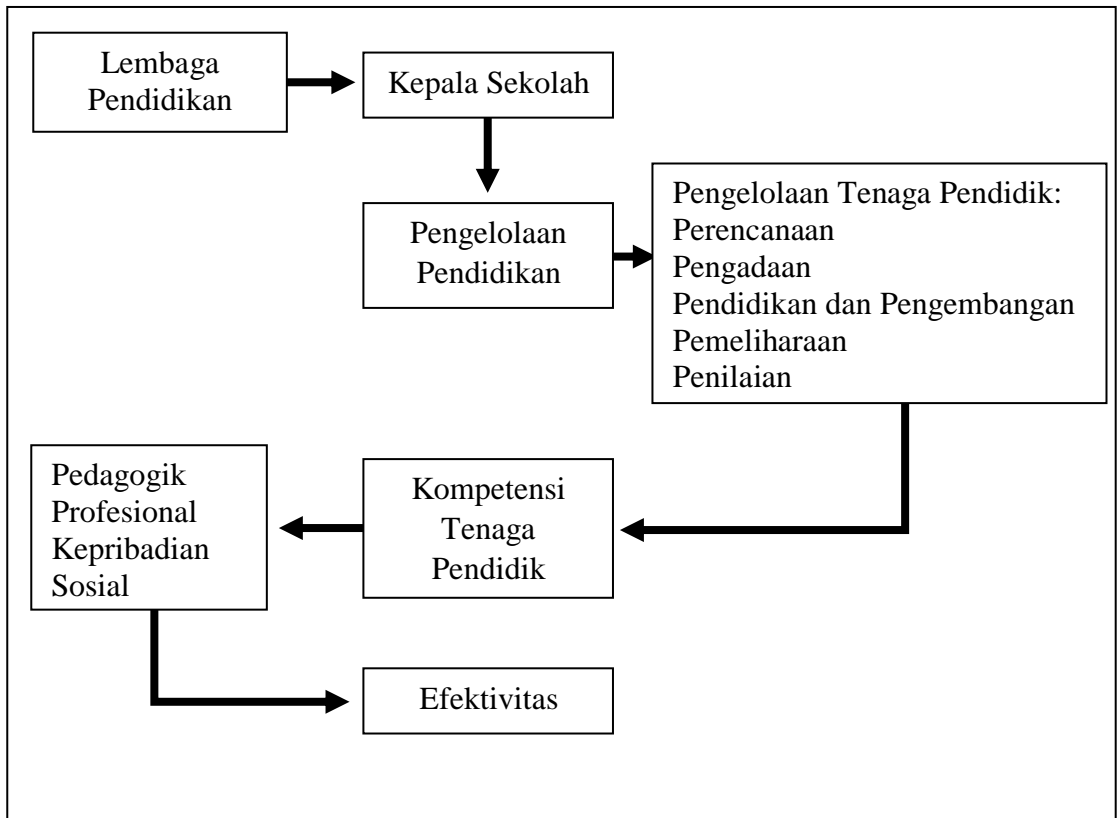 Lembaga
Pendidikan
Kepala Sekolah
Pengelolaan
Pendidikan
Pengelolaan Tenaga Pendidik:
Perencanaan
Pengadaan
Pendidikan dan Pengembangan
Pemeliharaan
Penilaian
Kompetensi
Tenaga
Pendidik
Pedagogik
Profesional
Kepribadian
Sosial
Efektivitas